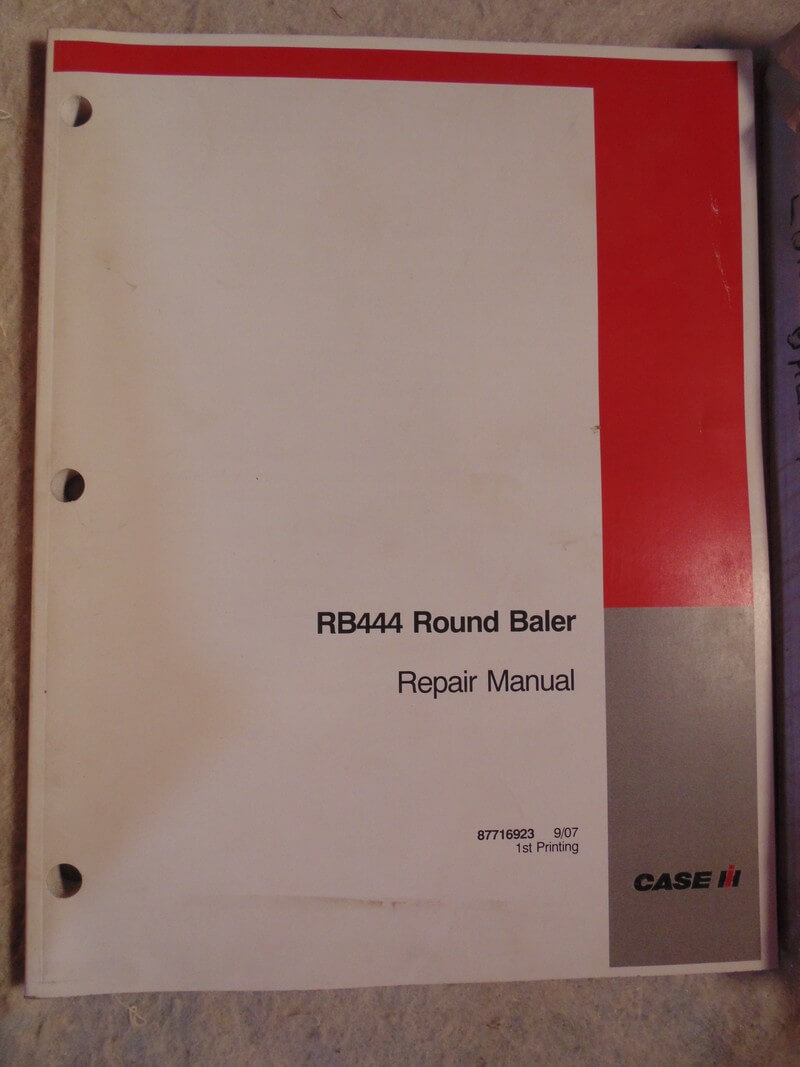 RB444 Round Baler
Repair Manual
87716923 9/07
1st Printing
CASE IH